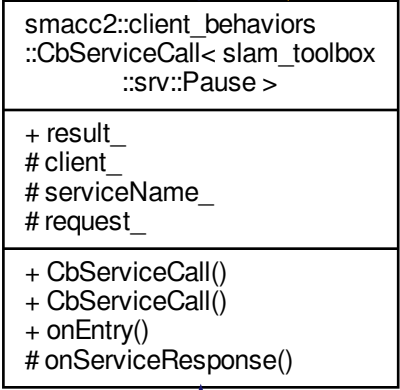 smacc2::client_behaviors
::CbServiceCall< slam_toolbox
::srv::Pause >
+ result_
# client_
# serviceName_
# request_
+ CbServiceCall()
+ CbServiceCall()
+ onEntry()
# onServiceResponse()